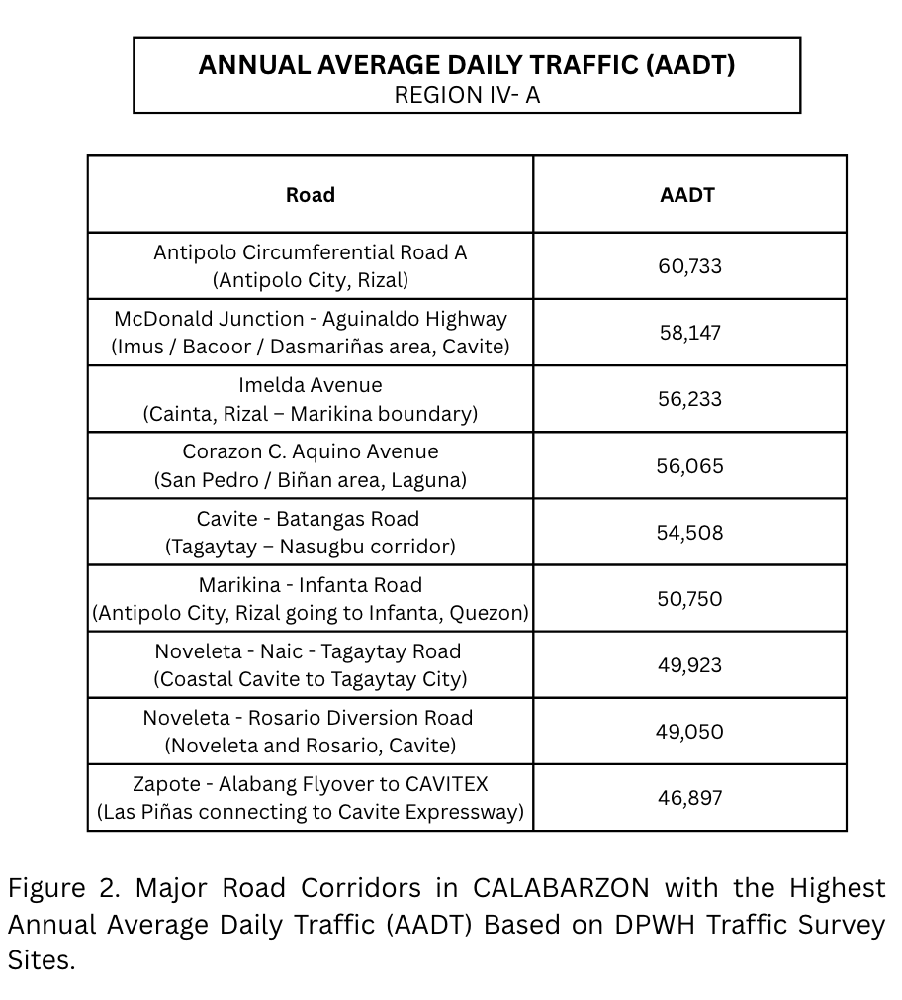 ANNUAL AVERAGE DAILY TRAFFIC (AADT)
REGION IV- A
Road
AADT
Antipolo Circumferential Road A
(Antipolo City, Rizal)
60,733
McDonald Junction - Aguinaldo Highway
(Imus / Bacoor / Dasmariñas area, Cavite)
58,147
Imelda Avenue
(Cainta, Rizal – Marikina boundary)
56,233
Corazon C. Aquino Avenue
(San Pedro / Biñan area, Laguna)
56,065
Cavite - Batangas Road
(Tagaytay – Nasugbu corridor)
54,508
Marikina - Infanta Road
(Antipolo City, Rizal going to Infanta, Quezon)
50,750
Noveleta - Naic - Tagaytay Road
(Coastal Cavite to Tagaytay City)
49,923
Noveleta - Rosario Diversion Road
(Noveleta and Rosario, Cavite)
49,050
Zapote - Alabang Flyover to CAVITEX
(Las Piñas connecting to Cavite Expressway)
46,897
Figure 2. Major Road Corridors in CALABARZON with the Highest
Annual Average Daily Traffic (AADT) Based on DPWH Traffic Survey
Sites.